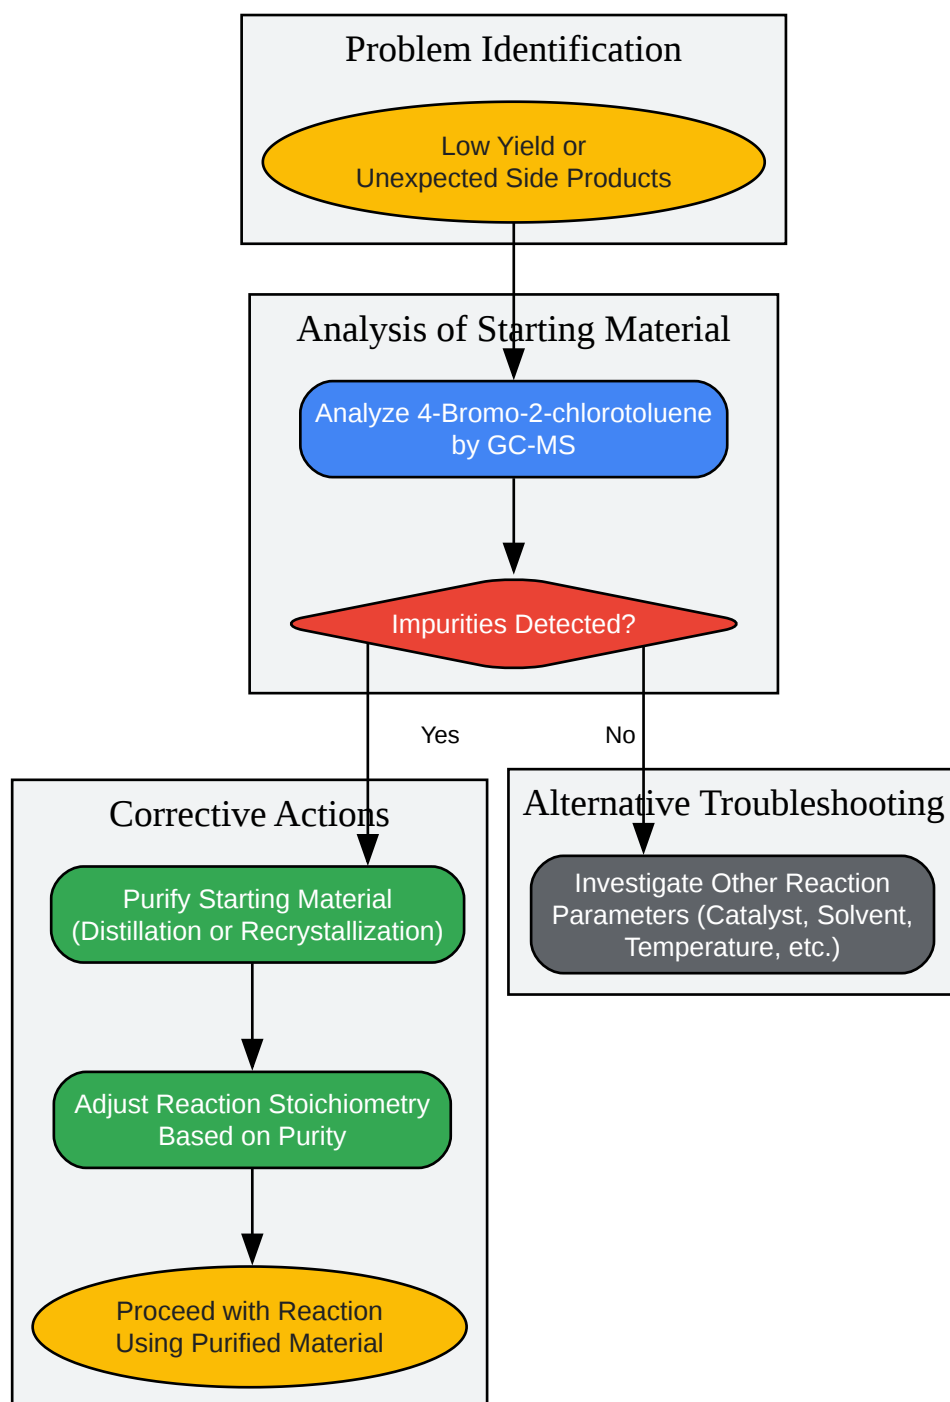 Problem Identification
Low Yield or
Unexpected Side Products
Analysis of Starting Material
Analyze 4-Bromo-2-chlorotoluene
by GC-MS
Impurities Detected?
Yes
No
Corrective Actions
Purify Starting Material
(Distillation or Recrystallization)
Adjust Reaction Stoichiometry
Based on Purity
Proceed with Reaction
Using Purified Material
Alternative Troubleshooting
Investigate Other Reaction
Parameters (Catalyst, Solvent,
Temperature, etc.)